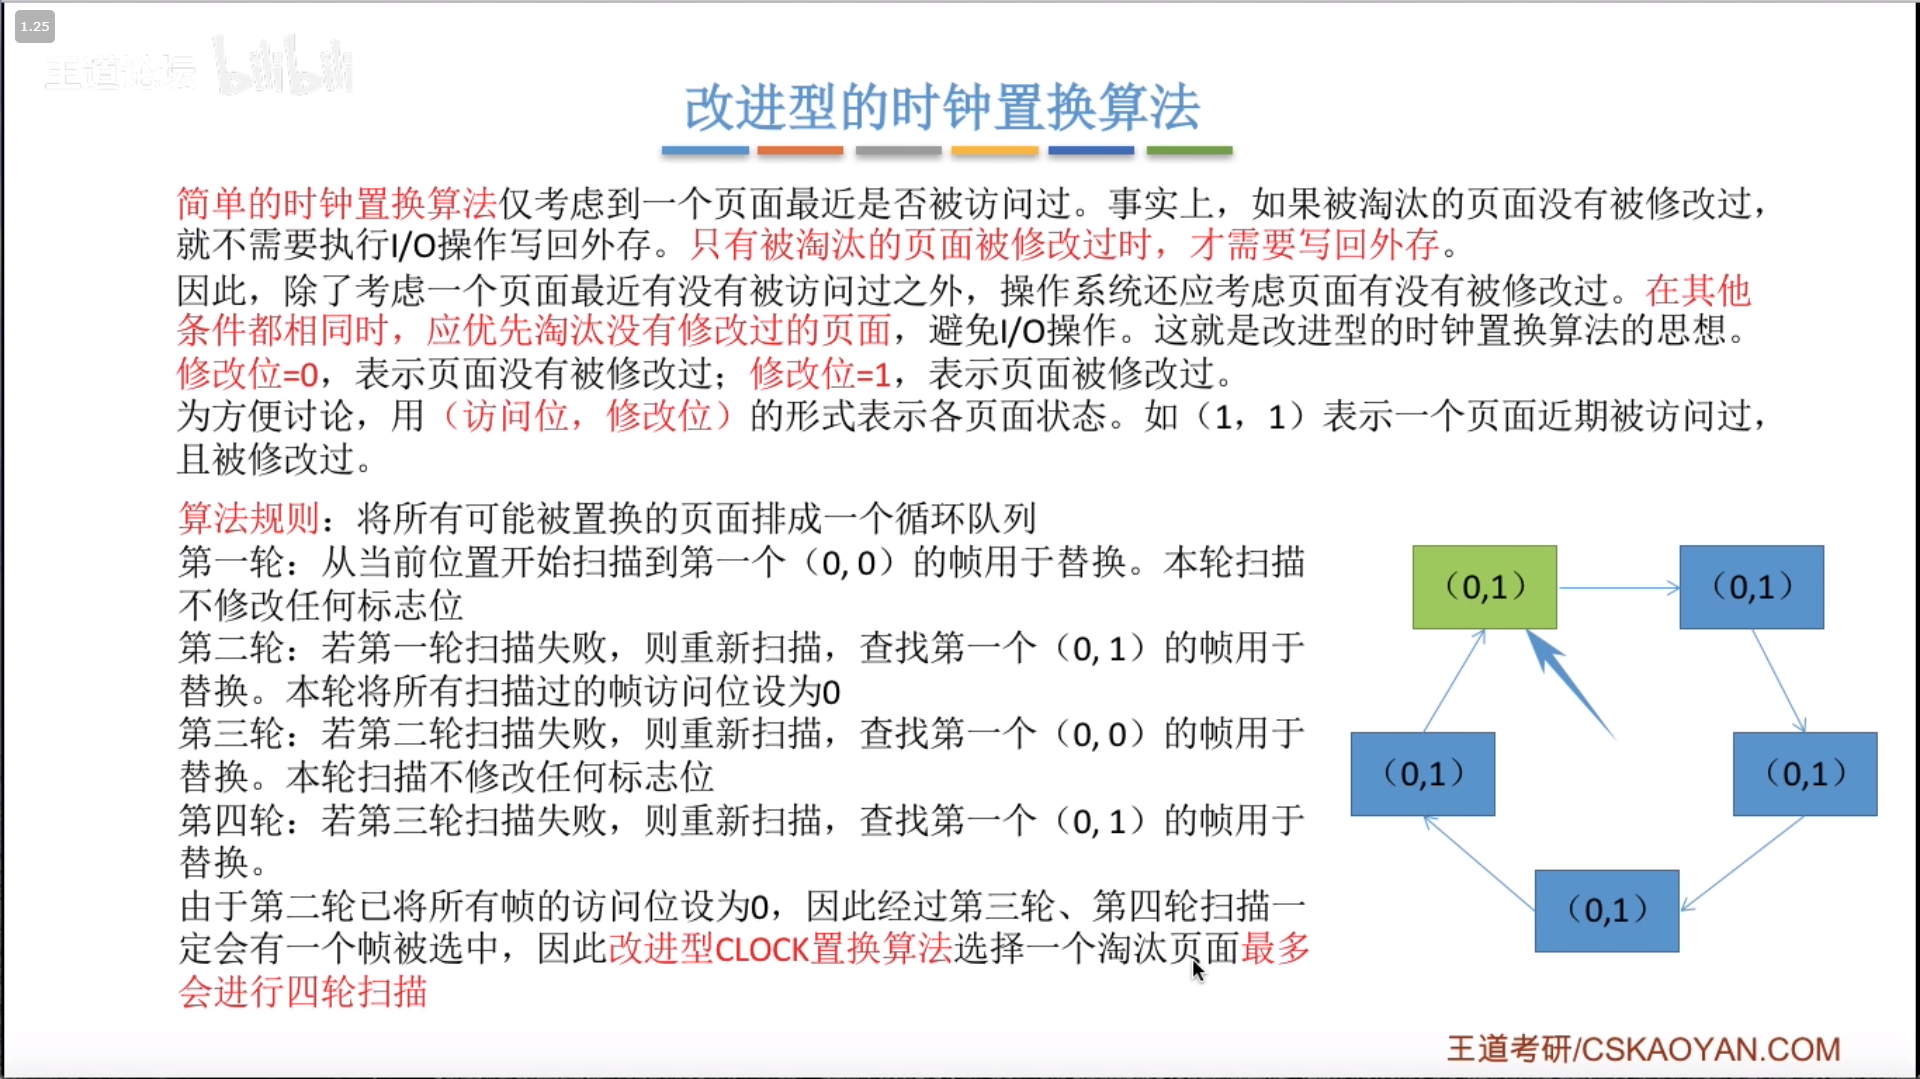 1.25
王道论坛 bilibili
改进型的时钟置换算法
简单的时钟置换算法仅考虑到一个页面最近是否被访问过。事实上，如果被淘汰的页面没有被修改过，
就不需要执行I/O操作写回外存。只有被淘汰的页面被修改过时，才需要写回外存。
因此，除了考虑一个页面最近有没有被访问过之外，操作系统还应考虑页面有没有被修改过。在其他
条件都相同时，应优先淘汰没有修改过的页面，避免I/O操作。这就是改进型的时钟置换算法的思想。
修改位=0，表示页面没有被修改过；修改位=1，表示页面被修改过。
为方便讨论，用（访问位，修改位）的形式表示各页面状态。如（1，1）表示一个页面近期被访问过，
且被修改过。
算法规则：将所有可能被置换的页面排成一个循环队列
第一轮：从当前位置开始扫描到第一个（0, 0）的帧用于替换。本轮扫描
不修改任何标志位
第二轮：若第一轮扫描失败，则重新扫描，查找第一个（0, 1）的帧用于
替换。本轮将所有扫描过的帧访问位设为0
第三轮：若第二轮扫描失败，则重新扫描，查找第一个（0, 0）的帧用于
替换。本轮扫描不修改任何标志位
第四轮：若第三轮扫描失败，则重新扫描，查找第一个（0, 1）的帧用于
替换。
由于第二轮已将所有帧的访问位设为0，因此经过第三轮、第四轮扫描一
定会有一个帧被选中，因此改进型CLOCK置换算法选择一个淘汰页面最多
会进行四轮扫描
（0,1）
（0,1）
（0,1）
（0,1）
（0,1）
王道考研/CSKAOYAN.COM